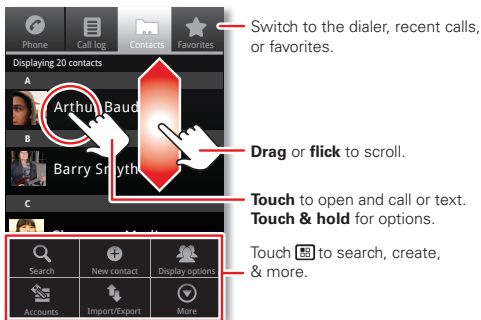 Phone
Call log
Contacts
Favorites
Displaying 20 contacts
A
Arthur Baud
B
Barry Smyth
C
Search
New contact
Display options
Accounts
Import/Export
More
Switch to the dialer, recent calls,
or favorites.
Drag or flick to scroll.
Touch to open and call or text.
Touch & hold for options.
Touch to search, create,
& more.